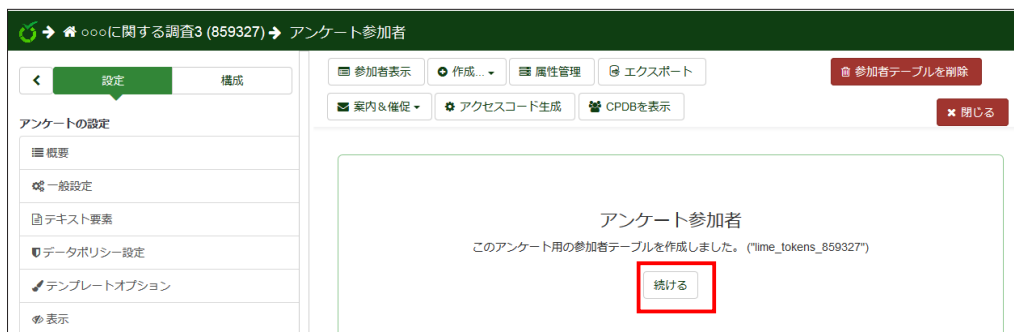 ○○○に関する調査3 (859327) アンケート参加者
設定 構成
アンケートの設定
概要
一般設定
テキスト要素
データポリシー設定
テンプレートオプション
表示
参加者表示 作成... 属性管理 エクスポート 参加者テーブルを削除
案内&催促 アクセスコード生成 CPDBを表示 閉じる
アンケート参加者
このアンケート用の参加者テーブルを作成しました。 ("lime_tokens_859327")
続ける